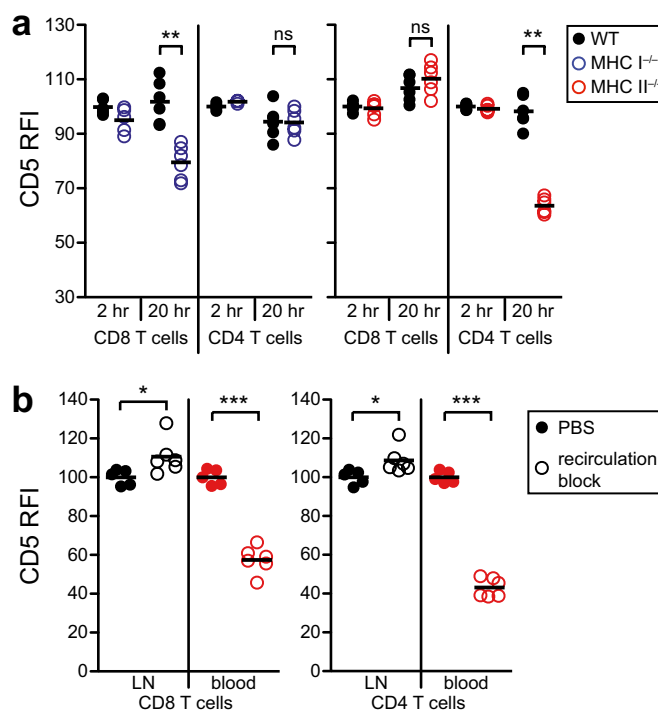 a
CD5 RFI
130
110
90
70
50
30
**
ns
ns
**
WT
MHC I–/–
MHC II–/–
2 hr 20 hr 2 hr 20 hr
CD8 T cells CD4 T cells
2 hr 20 hr 2 hr 20 hr
CD8 T cells CD4 T cells
b
CD5 RFI
140
120
100
80
60
40
20
0
* ***
LN blood
CD8 T cells
140
120
100
80
60
40
20
0
* ***
LN blood
CD4 T cells
PBS
recirculation
block